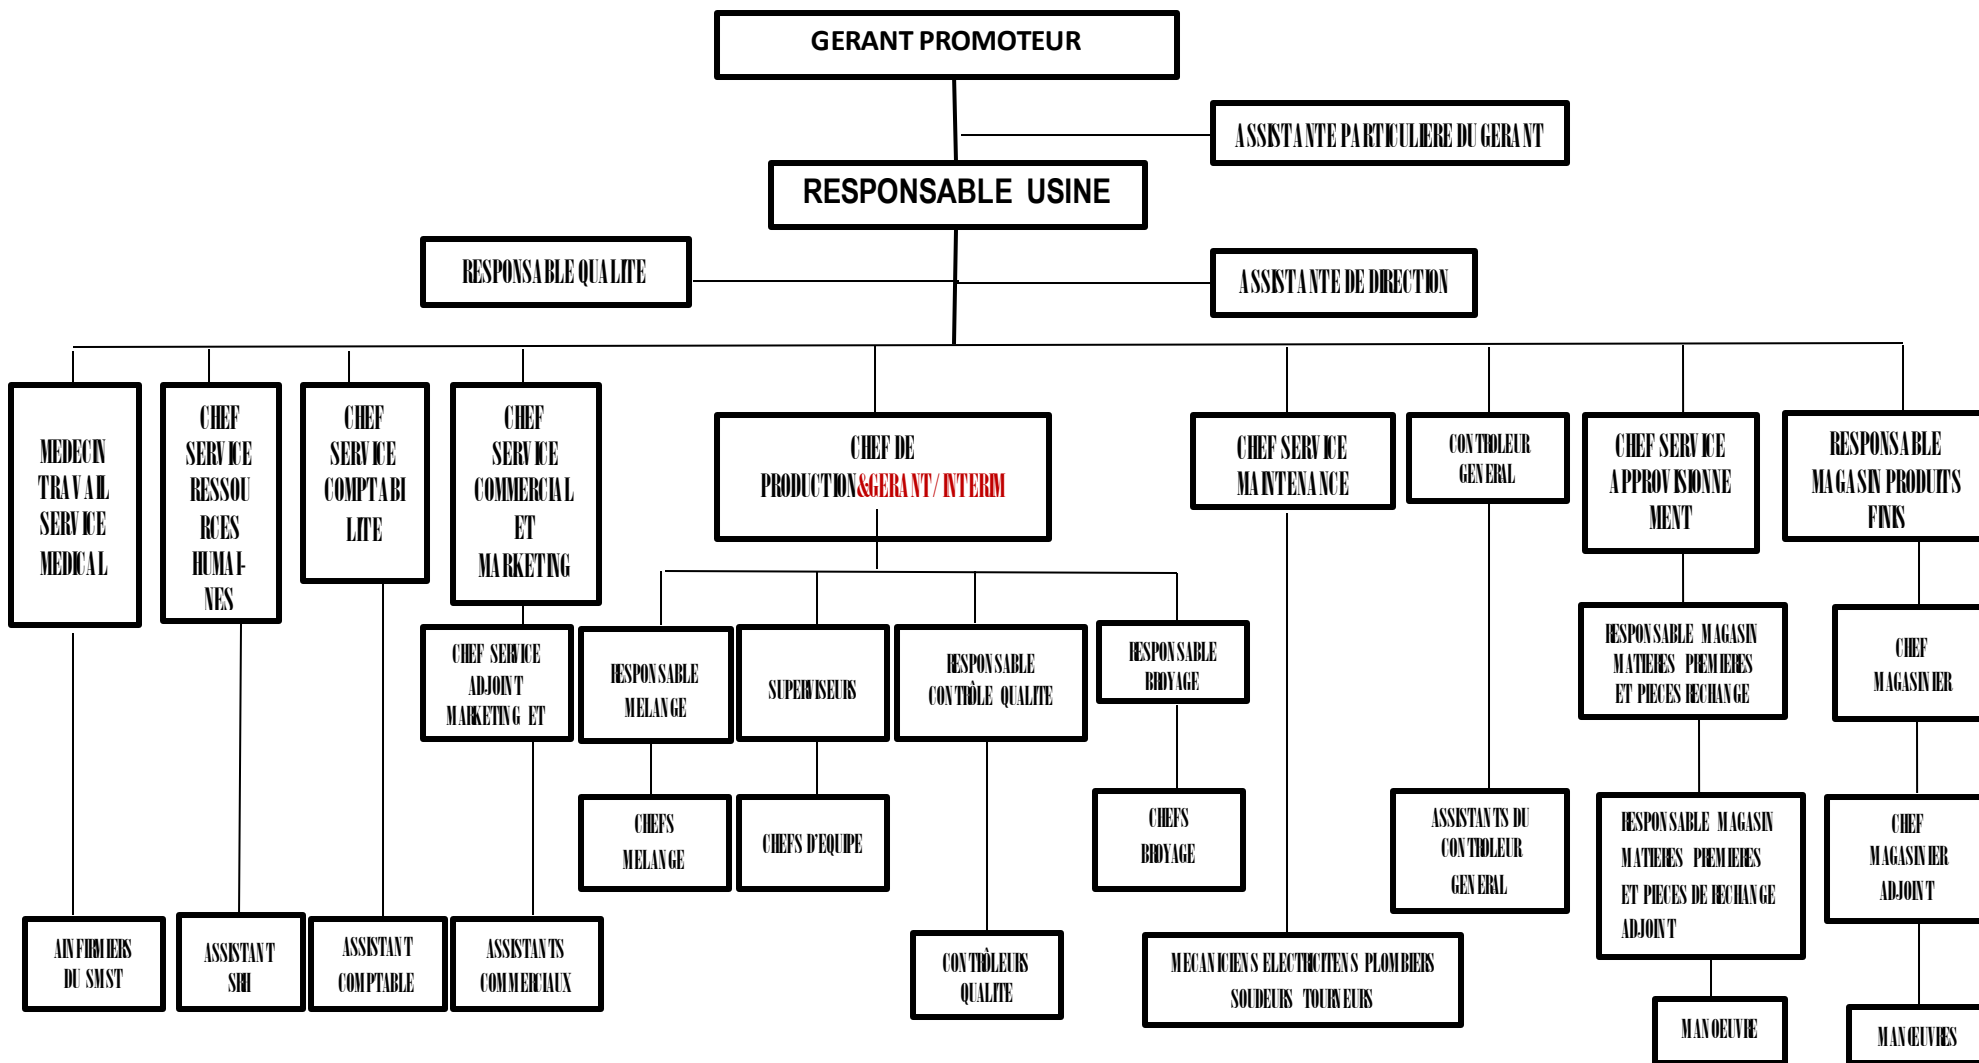 GERANT PROMOTEUR
ASSISTANTE PARTICULIERE DU GERANT
RESPONSABLE USINE
RESPONSABLE QUALITE
ASSISTANTE DE DIRECTION
MEDECIN
TRAVAIL
SERVICE
MEDICAL
CHEF
SERVICE
RESSOU
RCES
HUMAI-
NES
CHEF
SERVICE
COMPTABI
LITE
CHEF
SERVICE
COMMERCIAL
ET
MARKETING
CHEF DE
PRODUCTION&GERANT/INTERIM
CHEF SERVICE
MAINTENANCE
CONTROLEUR
GENERAL
CHEF SERVICE
APPROVISIONNE
MENT
RESPONSABLE
MAGASIN PRODUITS
FINIS
CHEF SERVICE
ADJOINT
MARKETING ET
RESPONSABLE
MELANGE
SUPERVISEURS
RESPONSABLE
CONTRÔLE QUALITE
RESPONSABLE
BROYAGE
RESPONSABLE MAGASIN
MATIERES PREMIERES
ET PIECES RECHANGE
CHEF
MAGASINIER
CHEFS
MELANGE
CHEFS D'EQUIPE
CHEFS
BROYAGE
ASSISTANTS DU
CONTROLEUR
GENERAL
RESPONSABLE MAGASIN
MATIERES PREMIERES
ET PIECES DE RECHANGE
ADJOINT
CHEF
MAGASINIER
ADJOINT
AINFIRMIERS
DU SMST
ASSISTANT
SRH
ASSISTANT
COMPTABLE
ASSISTANTS
COMMERCIAUX
CONTRÔLEURS
QUALITE
MECANICIENS ELECTRICITENS PLOMBIERS
SOUDEURS TOURNEURS
MANOEUVRE
MANŒUVRES